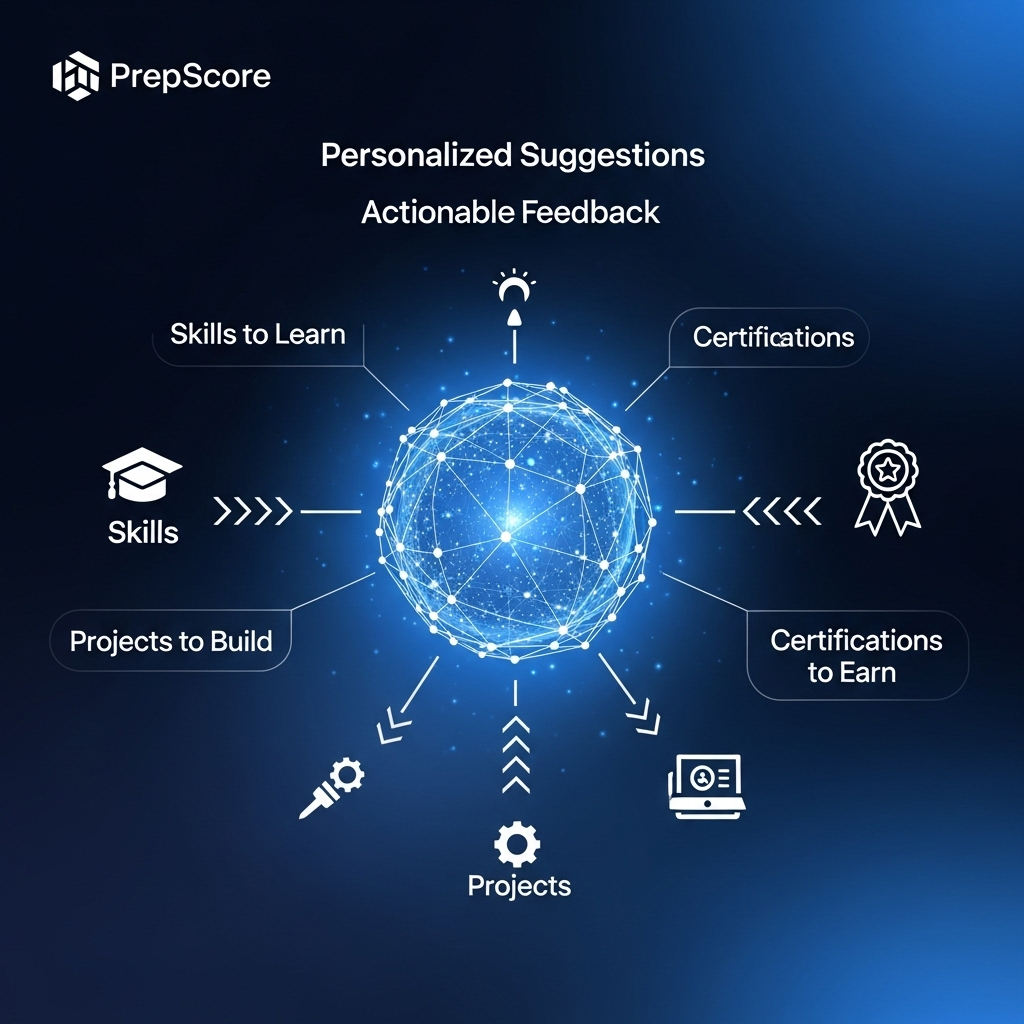 PrepScore
Personalized Suggestions
Actionable Feedback
Skills to Learn
Certifications
Skills
Projects to Build
Certifications
to Earn
Projects